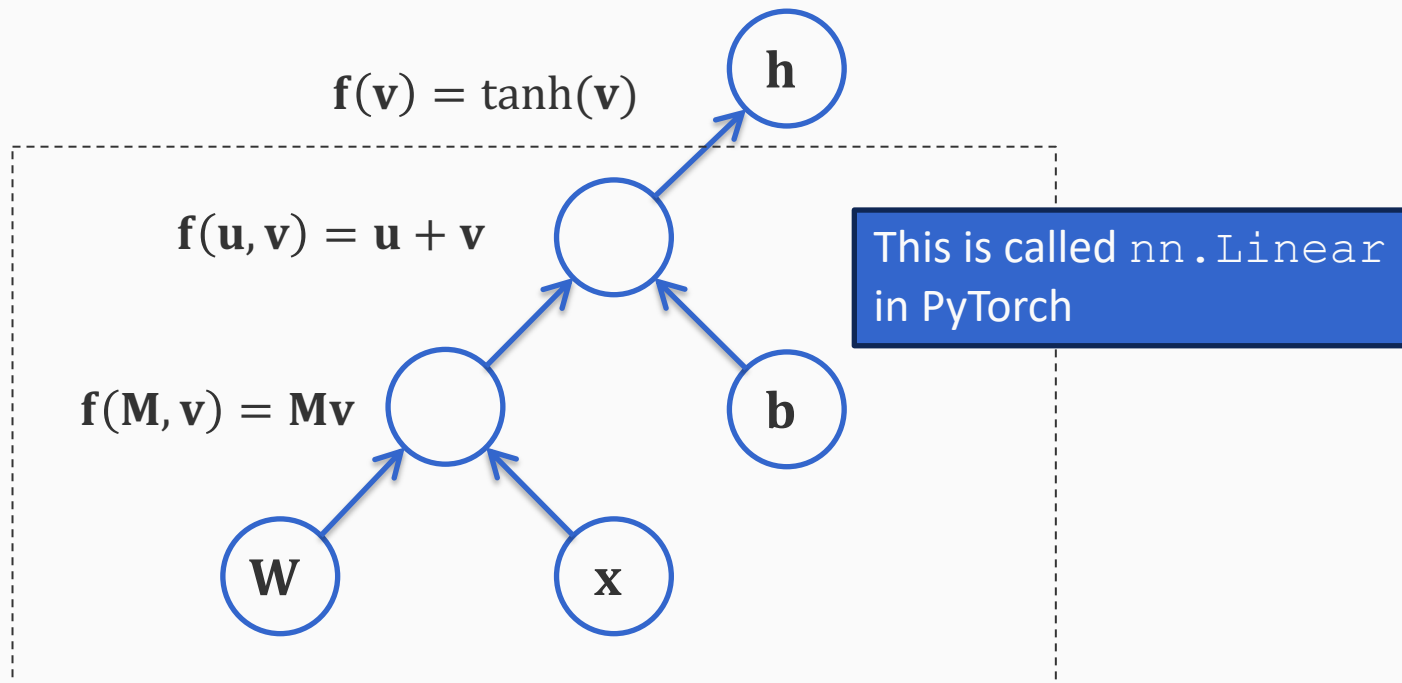 h
f(v) = tanh(v)
f(u, v) = u + v
This is called nn.Linear
in PyTorch
f(M, v) = Mv
b
W
x